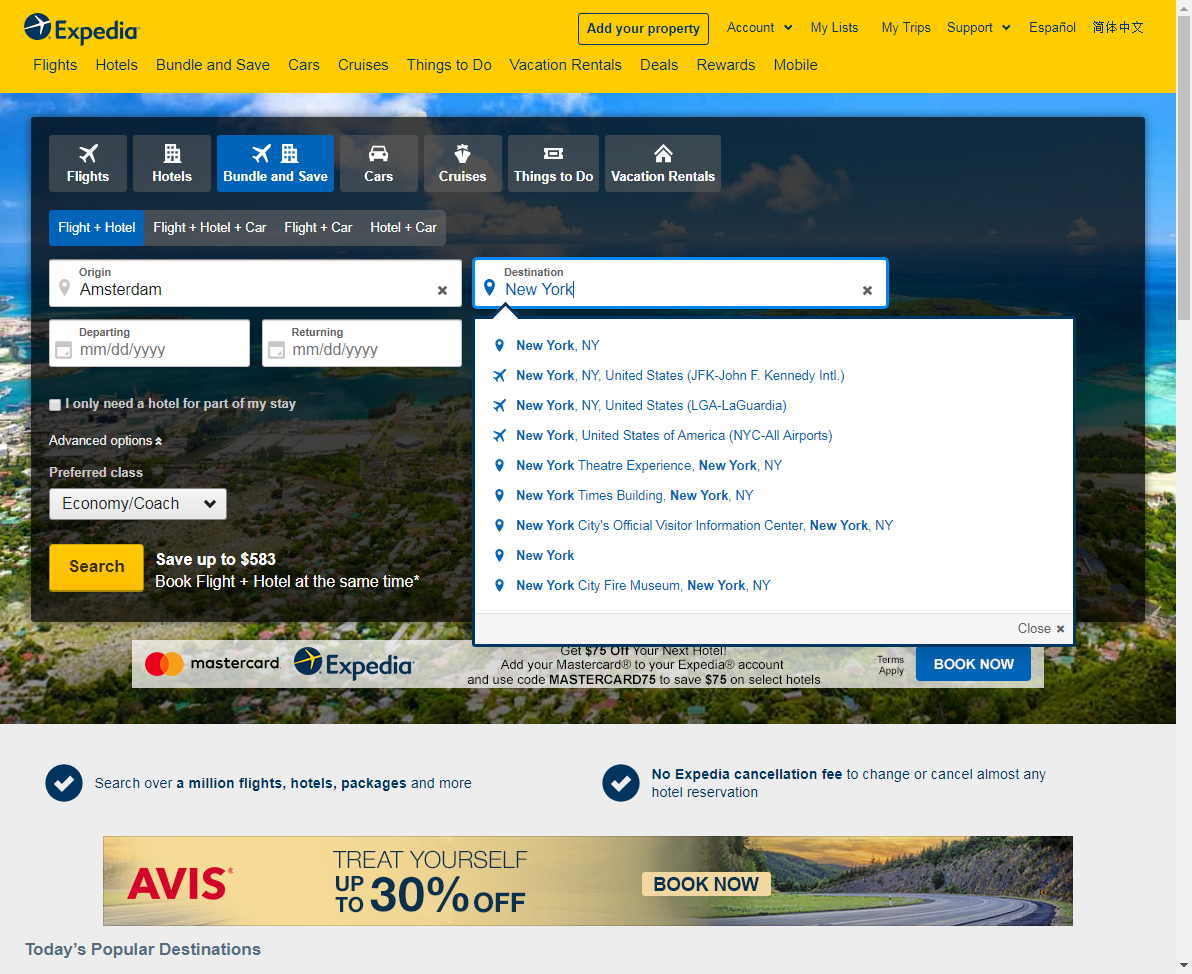 Expedia
Add your property
Account
My Lists
My Trips
Support
Español
简体中文
Flights
Hotels
Bundle and Save
Cars
Cruises
Things to Do
Vacation Rentals
Deals
Rewards
Mobile
Flights
Hotels
Bundle and Save
Cars
Cruises
Things to Do
Vacation Rentals
Flight + Hotel
Flight + Hotel + Car
Flight + Car
Hotel + Car
Origin
Amsterdam
Destination
New York
Departing
mm/dd/yyyy
Returning
mm/dd/yyyy
New York, NY
New York, NY, United States (JFK-John F. Kennedy Intl.)
New York, NY, United States (LGA-LaGuardia)
New York, United States of America (NYC-All Airports)
New York Theatre Experience, New York, NY
New York Times Building, New York, NY
New York City's Official Visitor Information Center, New York, NY
New York
New York City Fire Museum, New York, NY
Close
I only need a hotel for part of my stay
Advanced options
Preferred class
Economy/Coach
Search
Save up to $583
Book Flight + Hotel at the same time*
mastercard
Expedia
Get $75 Off Your Next Hotel!
Add your Mastercard® to your Expedia® account
and use code MASTERCARD75 to save $75 on select hotels
Terms
Apply
BOOK NOW
Search over a million flights, hotels, packages and more
No Expedia cancellation fee to change or cancel almost any
hotel reservation
AVIS®
TREAT YOURSELF
UP
TO 30% OFF
BOOK NOW
Today's Popular Destinations